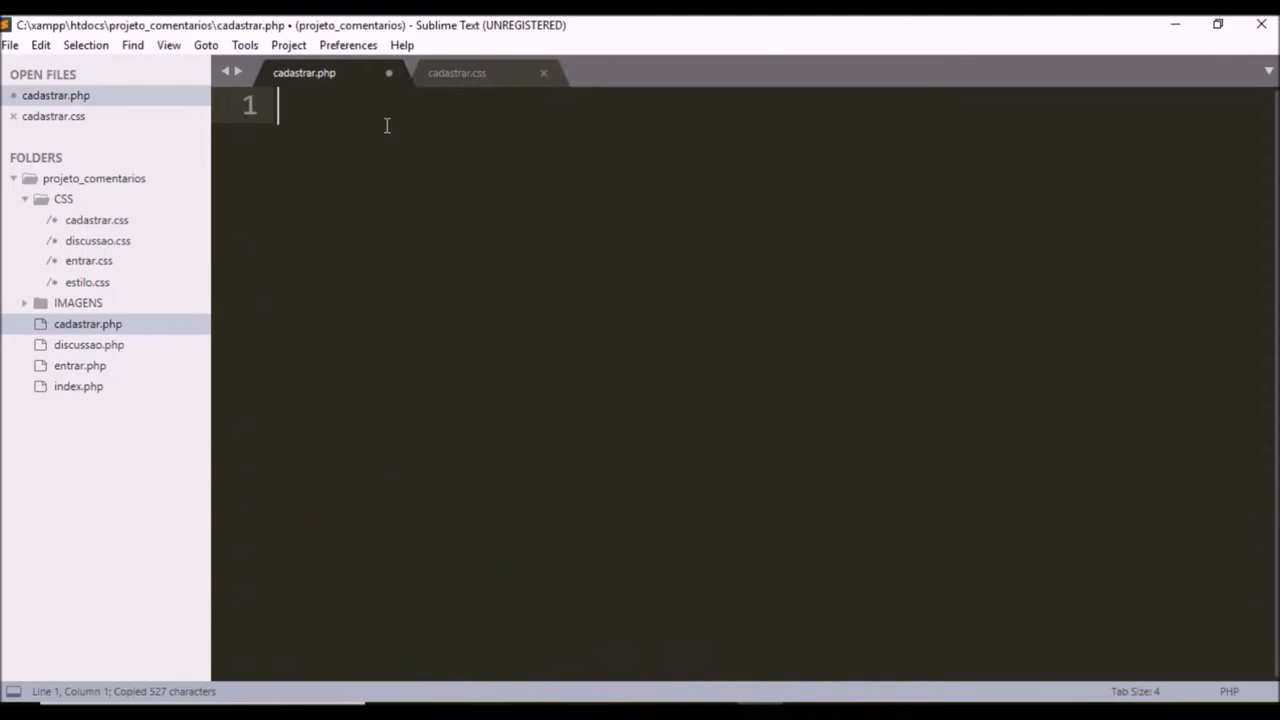 C:\xampp\htdocs\projeto_comentarios\cadastrar.php • (projeto_comentarios) - Sublime Text (UNREGISTERED)
File Edit Selection Find View Goto Tools Project Preferences Help
OPEN FILES
cadastrar.php
cadastrar.css
FOLDERS
projeto_comentarios
CSS
/* cadastrar.css
/* discussao.css
/* entrar.css
/* estilo.css
IMAGENS
cadastrar.php
discussao.php
entrar.php
index.php
cadastrar.php cadastrar.css
1
Line 1, Column 1; Copied 527 characters Tab Size: 4 PHP